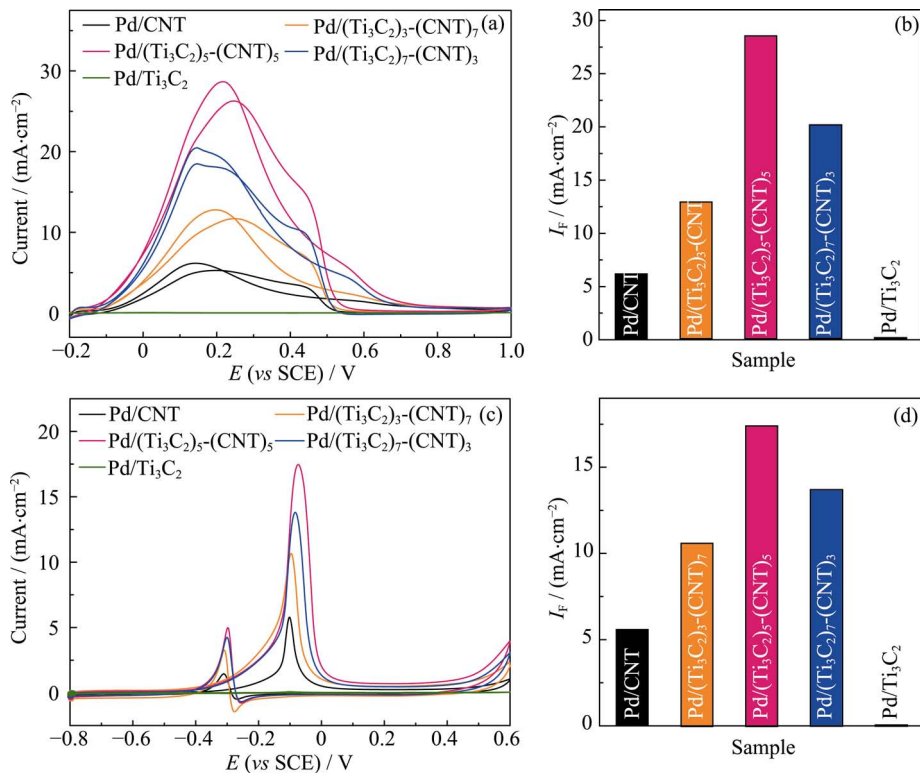 (a)
Pd/CNT
Pd/(Ti₃C₂)₃-(CNT)₇
Pd/(Ti₃C₂)₅-(CNT)₅
Pd/(Ti₃C₂)₇-(CNT)₃
Pd/Ti₃C₂
Current / (mA·cm⁻²)
30
20
10
0
−0.2 0 0.2 0.4 0.6 0.8 1.0
E (vs SCE) / V
(b)
I_F / (mA·cm⁻²)
30
25
20
15
10
5
0
Pd/CNT
Pd/(Ti₃C₂)₃-(CNT
Pd/(Ti₃C₂)₅-(CNT)₅
Pd/(Ti₃C₂)₇-(CNT)₃
Pd/Ti₃C₂
Sample
(c)
Pd/CNT
Pd/(Ti₃C₂)₃-(CNT)₇
Pd/(Ti₃C₂)₅-(CNT)₅
Pd/(Ti₃C₂)₇-(CNT)₃
Pd/Ti₃C₂
Current / (mA·cm⁻²)
20
15
10
5
0
−0.8 −0.6 −0.4 −0.2 0 0.2 0.4 0.6
E (vs SCE) / V
(d)
I_F / (mA·cm⁻²)
15
10
5
0
Pd/CNT
Pd/(Ti₃C₂)₃-(CNT)₇
Pd/(Ti₃C₂)₅-(CNT)₅
Pd/(Ti₃C₂)₇-(CNT)₃
Pd/Ti₃C₂
Sample